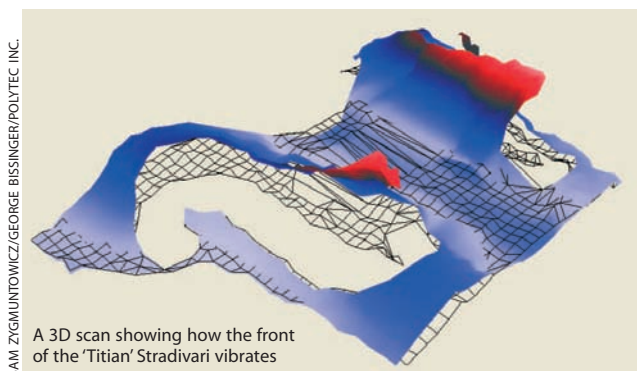 AM ZYGMUNTOWICZ/GEORGE BISSINGER/POLYTEC INC.
A 3D scan showing how the front
of the ‘Titian’ Stradivari vibrates